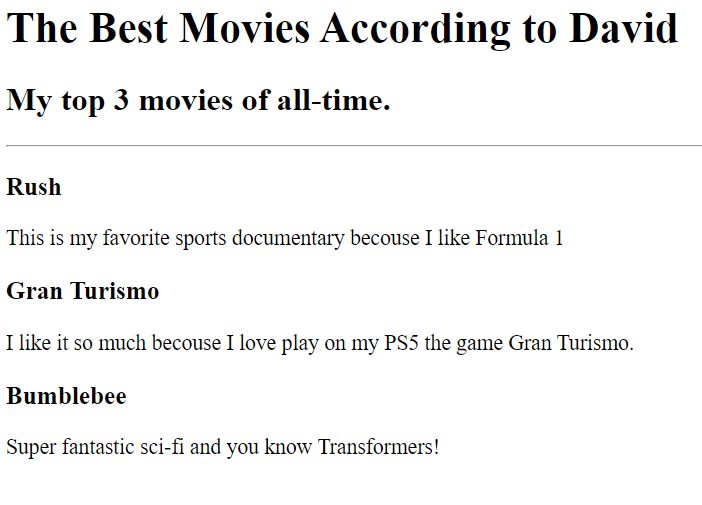 The Best Movies According to David
My top 3 movies of all-time.
Rush
This is my favorite sports documentary becouse I like Formula 1
Gran Turismo
I like it so much becouse I love play on my PS5 the game Gran Turismo.
Bumblebee
Super fantastic sci-fi and you know Transformers!